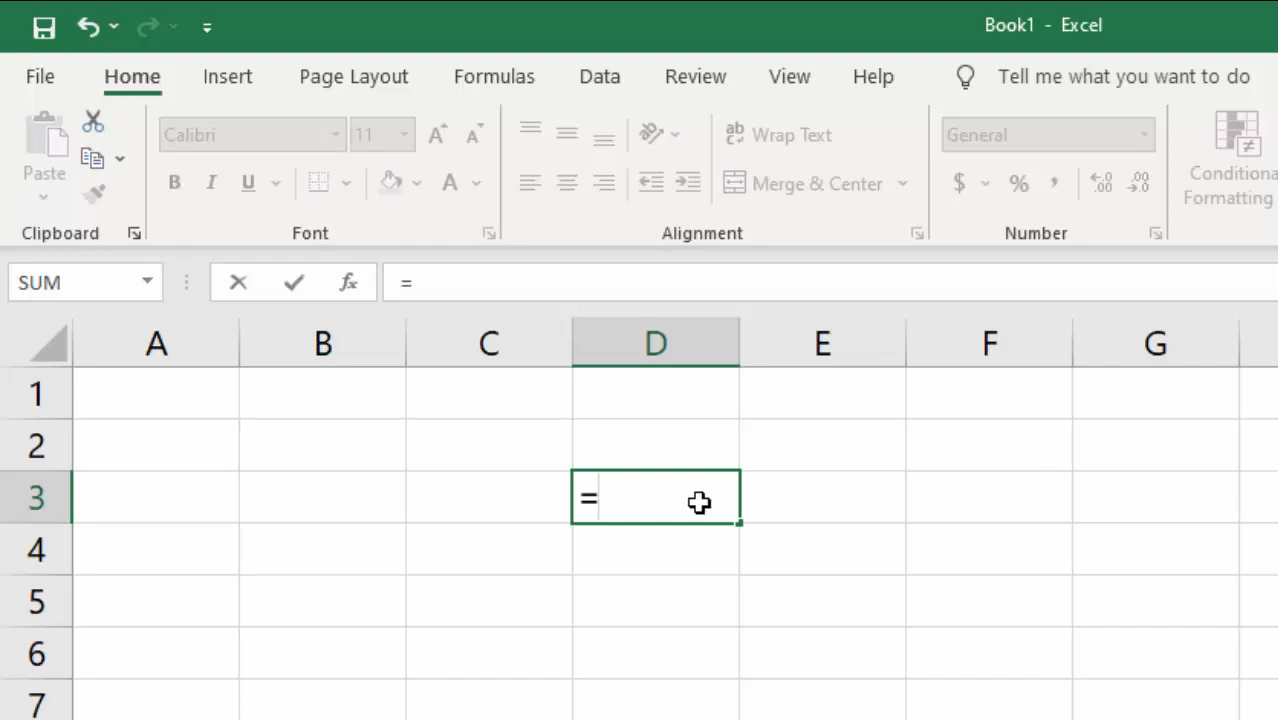 Book1 - Excel
File Home Insert Page Layout Formulas Data Review View Help Tell me what you want to do
Calibri 11 A A ab Wrap Text General
Paste B I U A Merge & Center $ % , Conditiona
Formatting
Clipboard Font Alignment Number
SUM fx =
A B C D E F G
1
2
3 =
4
5
6
7